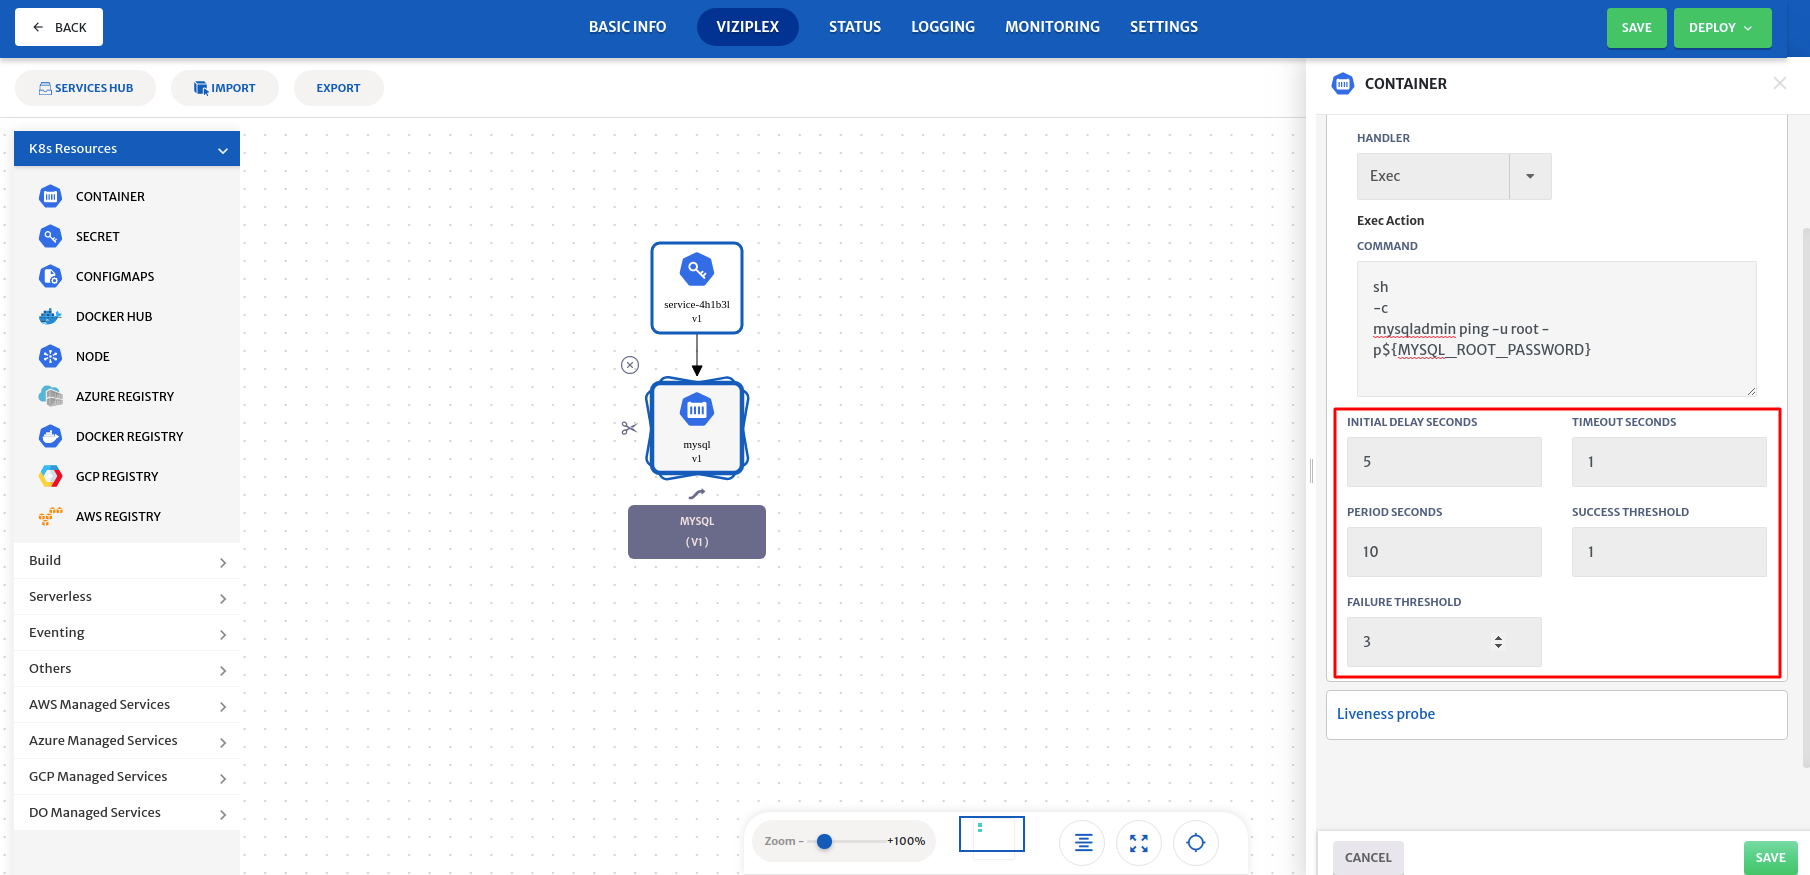 BACK
BASIC INFO
VIZIPLEX
STATUS
LOGGING
MONITORING
SETTINGS
SAVE
DEPLOY
SERVICES HUB
IMPORT
EXPORT
K8s Resources
CONTAINER
SECRET
CONFIGMAPS
DOCKER HUB
NODE
AZURE REGISTRY
DOCKER REGISTRY
GCP REGISTRY
AWS REGISTRY
Build
Serverless
Eventing
Others
AWS Managed Services
Azure Managed Services
GCP Managed Services
DO Managed Services
service-4h1b3l
v1
mysql
v1
MYSQL
( V1 )
Zoom -
+100%
CONTAINER
HANDLER
Exec
Exec Action
COMMAND
sh
-c
mysqladmin ping -u root -
p${MYSQL_ROOT_PASSWORD}
INITIAL DELAY SECONDS
TIMEOUT SECONDS
5
1
PERIOD SECONDS
SUCCESS THRESHOLD
10
1
FAILURE THRESHOLD
3
Liveness probe
CANCEL
SAVE